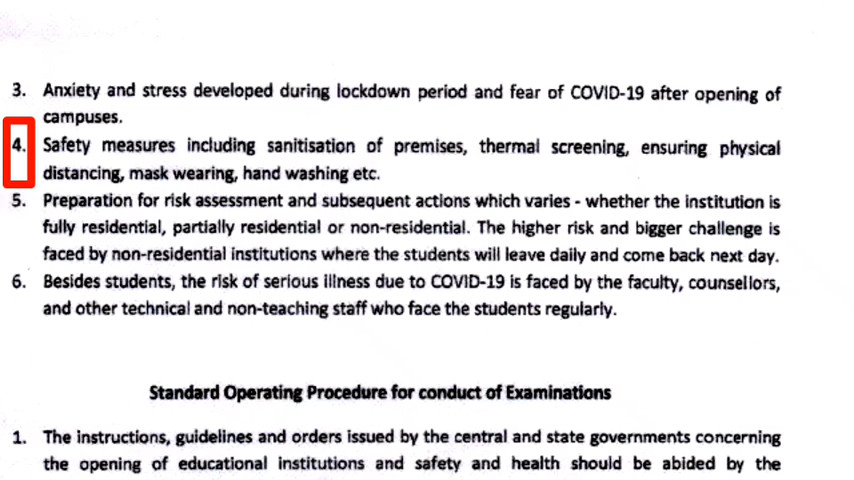 3. Anxiety and stress developed during lockdown period and fear of COVID-19 after opening of
campuses.
4. Safety measures including sanitisation of premises, thermal screening, ensuring physical
distancing, mask wearing, hand washing etc.
5. Preparation for risk assessment and subsequent actions which varies - whether the institution is
fully residential, partially residential or non-residential. The higher risk and bigger challenge is
faced by non-residential institutions where the students will leave daily and come back next day.
6. Besides students, the risk of serious illness due to COVID-19 is faced by the faculty, counsellors,
and other technical and non-teaching staff who face the students regularly.
Standard Operating Procedure for conduct of Examinations
1. The instructions, guidelines and orders issued by the central and state governments concerning
the opening of educational institutions and safety and health should be abided by the